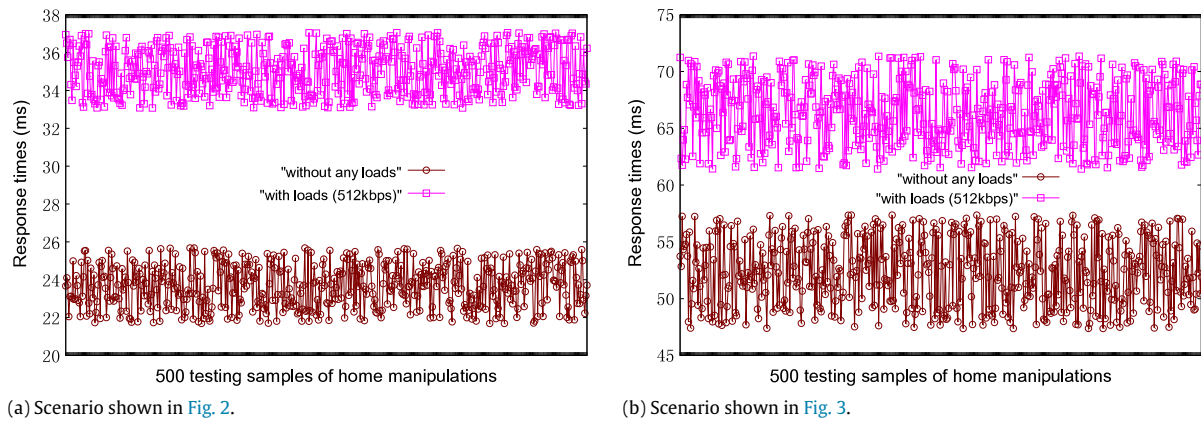 38
36
34
32
30
28
26
24
22
20
Response times (ms)
"without any loads"
"with loads (512kbps)"
500 testing samples of home manipulations
(a) Scenario shown in Fig. 2.
75
70
65
60
55
50
45
Response times (ms)
"without any loads"
"with loads (512kbps)"
500 testing samples of home manipulations
(b) Scenario shown in Fig. 3.